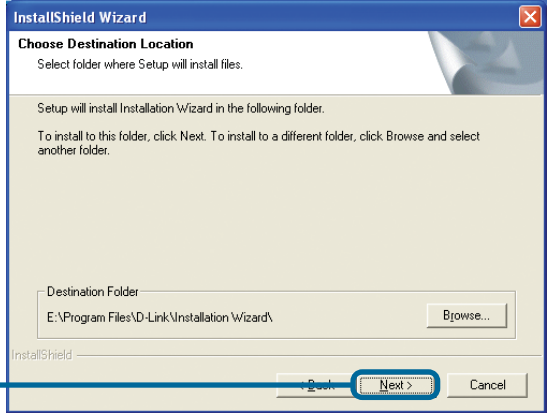 InstallShield Wizard
Choose Destination Location
Select folder where Setup will install files.
Setup will install Installation Wizard in the following folder.
To install to this folder, click Next. To install to a different folder, click Browse and select
another folder.
Destination Folder
E:\Program Files\D-Link\Installation Wizard\
Browse...
InstallShield
< Back
Next >
Cancel